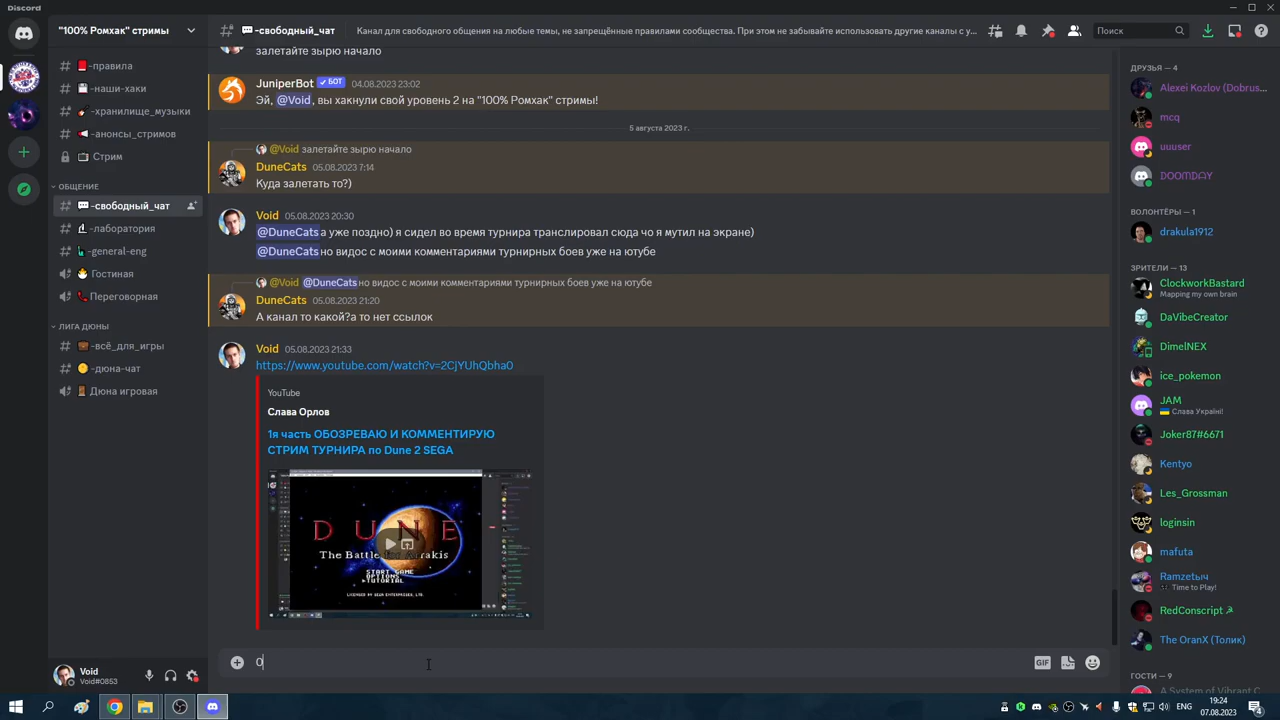 Discord
"100% Ромхак" стримы
-свободный_чат
Канал для свободного общения на любые темы, не запрещённые правилами сообщества. При этом не забывайте использовать другие каналы с у...
Поиск
-правила
-наши-хаки
-хранилище_музыки
-анонсы_стримов
Стрим
ОБЩЕНИЕ
-свободный_чат
-лаборатория
-general-eng
Гостиная
Переговорная
ЛИГА ДЮНЫ
-всё_для_игры
-дюна-чат
Дюна игровая
Void
Void#0853
залетайте зырю начало
JuniperBot ✓ БОТ 04.08.2023 23:02
Эй, @Void, вы хакнули свой уровень 2 на "100% Ромхак" стримы!
5 августа 2023 г.
@Void залетайте зырю начало
DuneCats 05.08.2023 7:14
Куда залетать то?)
Void 05.08.2023 20:30
@DuneCats а уже поздно) я сидел во время турнира транслировал сюда чо я мутил на экране)
@DuneCats но видос с моими комментариями турнирных боев уже на ютубе
@Void @DuneCats но видос с моими комментариями турнирных боев уже на ютубе
DuneCats 05.08.2023 21:20
А канал то какой?а то нет ссылок
Void 05.08.2023 21:33
https://www.youtube.com/watch?v=2CjYUhQbha0
YouTube
Слава Орлов
1я часть ОБОЗРЕВАЮ И КОММЕНТИРУЮ
СТРИМ ТУРНИРА по Dune 2 SEGA
DUNE
The Battle for Arrakis
START GAME
OPTIONS
TUTORIAL
LICENSED BY SEGA ENTERPRISES, LTD.
О
GIF
ДРУЗЬЯ — 4
Alexei Kozlov (Dobrus...
mcq
uuuser
DOOMDAY
ВОЛОНТЁРЫ — 1
drakula1912
ЗРИТЕЛИ — 13
ClockworkBastard
Mapping my own brain
DaVibeCreator
DimelNEX
ice_pokemon
JAM
Слава Україні!
Joker87#6671
Kentyo
Les_Grossman
loginsin
mafuta
Ramzetыч
Time to Play!
RedConscript☭
The OranX (Толик)
ГОСТИ — 9
A System of Vibrant C
ENG
19:24
07.08.2023
4